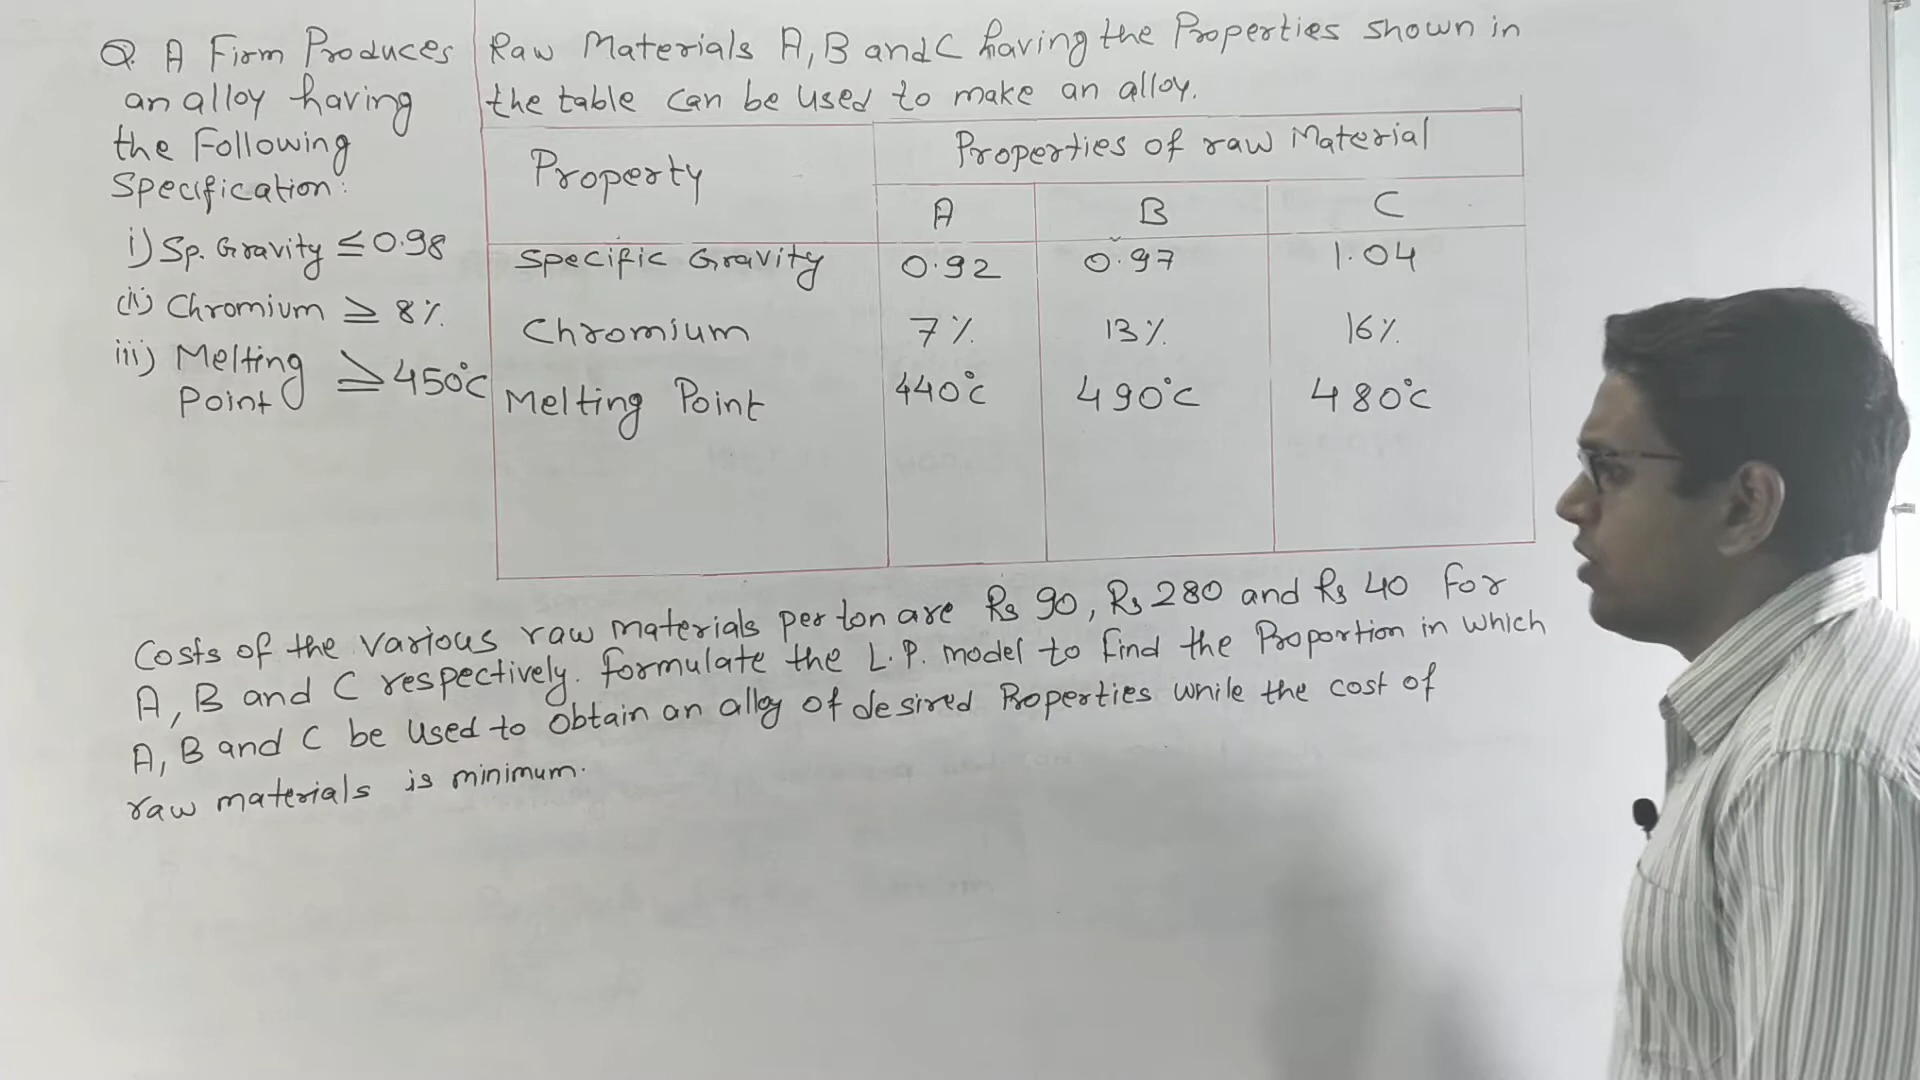 Q. A Firm Produces
an alloy having
the Following
Specification:
i) Sp. Gravity ≤ 0.98
(ii) Chromium ≥ 8%
iii) Melting
Point ≥ 450°C
Raw Materials A, B and C having the Properties shown in
the table can be used to make an alloy.
Property
Properties of raw Material
A B C
Specific Gravity 0.92 0.97 1.04
Chromium 7% 13% 16%
Melting Point 440°C 490°C 480°C
Costs of the various raw materials per ton are Rs 90, Rs 280 and Rs 40 for
A, B and C respectively. formulate the L.P. model to find the Proportion in which
A, B and C be used to obtain an alloy of desired Properties while the cost of
raw materials is minimum.